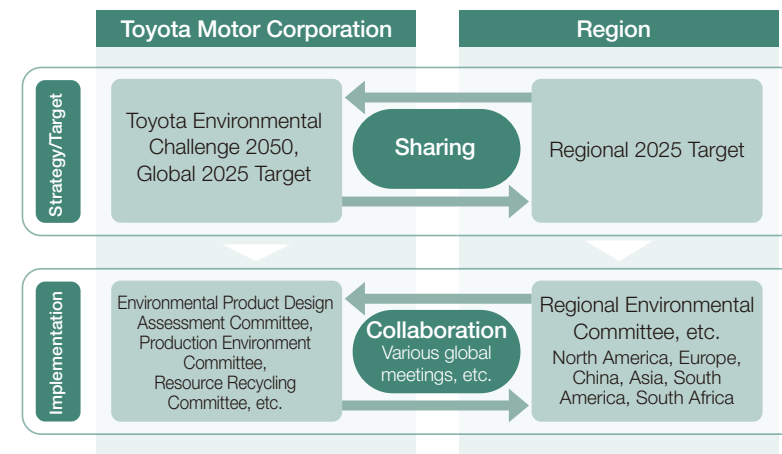 Toyota Motor Corporation
Region
Strategy/Target
Toyota Environmental
Challenge 2050,
Global 2025 Target
Sharing
Regional 2025 Target
Implementation
Environmental Product Design
Assessment Committee,
Production Environment
Committee,
Resource Recycling
Committee, etc.
Collaboration
Various global
meetings, etc.
Regional Environmental
Committee, etc.
North America, Europe,
China, Asia, South
America, South Africa